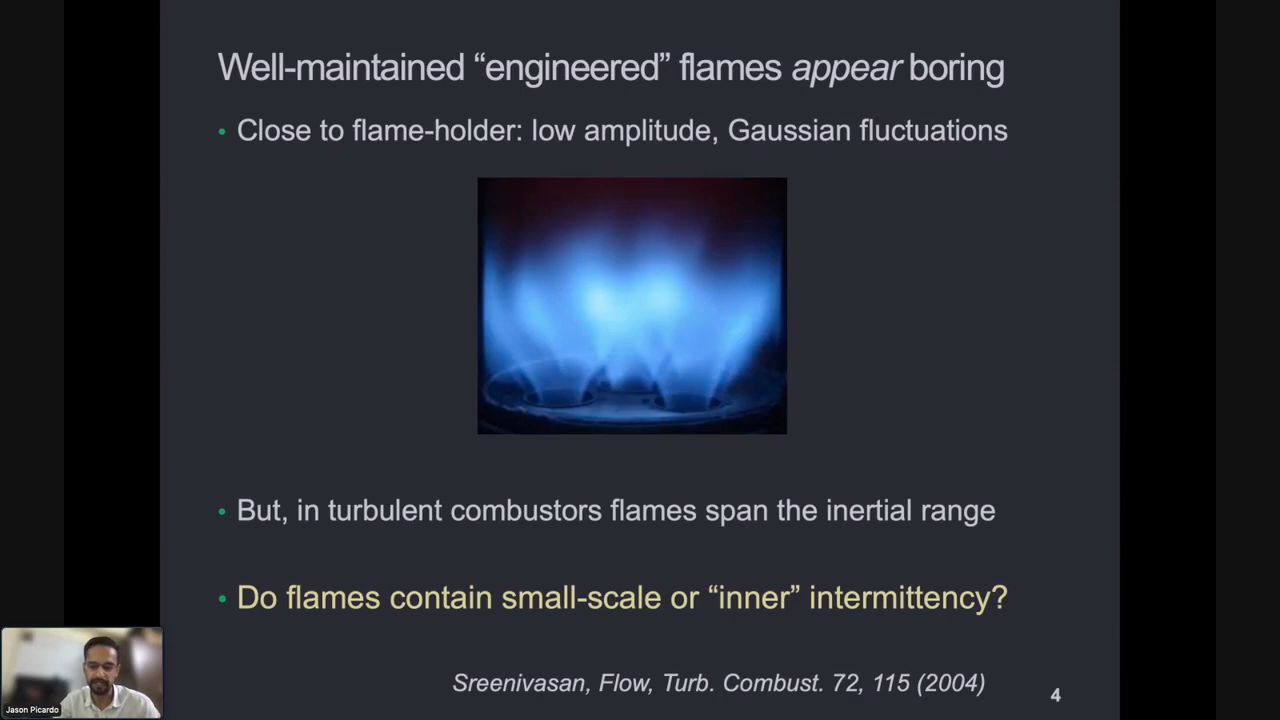 Well-maintained “engineered” flames appear boring
• Close to flame-holder: low amplitude, Gaussian fluctuations
• But, in turbulent combustors flames span the inertial range
• Do flames contain small-scale or “inner” intermittency?
Sreenivasan, Flow, Turb. Combust. 72, 115 (2004)
4
Jason Picardo